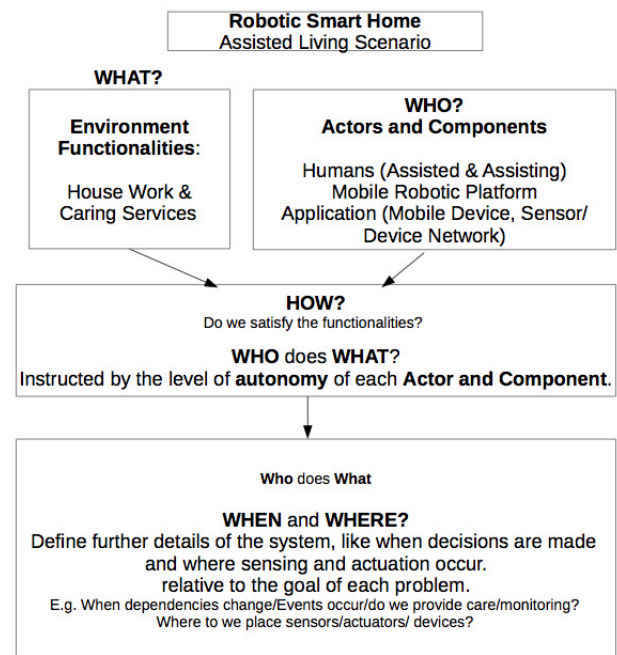 Robotic Smart Home
Assisted Living Scenario
WHAT?
Environment
Functionalities:
House Work &
Caring Services
WHO?
Actors and Components
Humans (Assisted & Assisting)
Mobile Robotic Platform
Application (Mobile Device, Sensor/
Device Network)
HOW?
Do we satisfy the functionalities?
WHO does WHAT?
Instructed by the level of autonomy of each Actor and Component.
Who does What
WHEN and WHERE?
Define further details of the system, like when decisions are made
and where sensing and actuation occur.
relative to the goal of each problem.
E.g. When dependencies change/Events occur/do we provide care/monitoring?
Where to we place sensors/actuators/ devices?